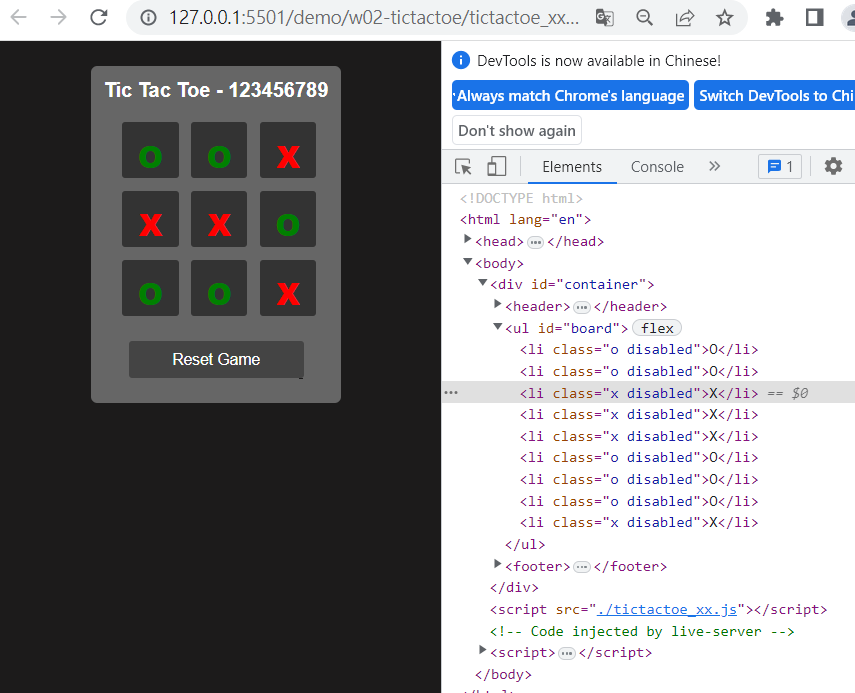 127.0.0.1:5501/demo/w02-tictactoe/tictactoe_xx...
Tic Tac Toe - 123456789
O O X
X X O
O O X
Reset Game
DevTools is now available in Chinese!
Always match Chrome's language Switch DevTools to Chi
Don't show again
Elements Console » 1
<!DOCTYPE html>
<html lang="en">
<head> ... </head>
<body>
<div id="container">
<header> ... </header>
<ul id="board"> flex
<li class="o disabled">O</li>
<li class="o disabled">O</li>
... <li class="x disabled">X</li> == $0
<li class="x disabled">X</li>
<li class="x disabled">X</li>
<li class="o disabled">O</li>
<li class="o disabled">O</li>
<li class="o disabled">O</li>
<li class="x disabled">X</li>
</ul>
<footer> ... </footer>
</div>
<script src="./tictactoe_xx.js"></script>
<!-- Code injected by live-server -->
<script> ... </script>
</body>